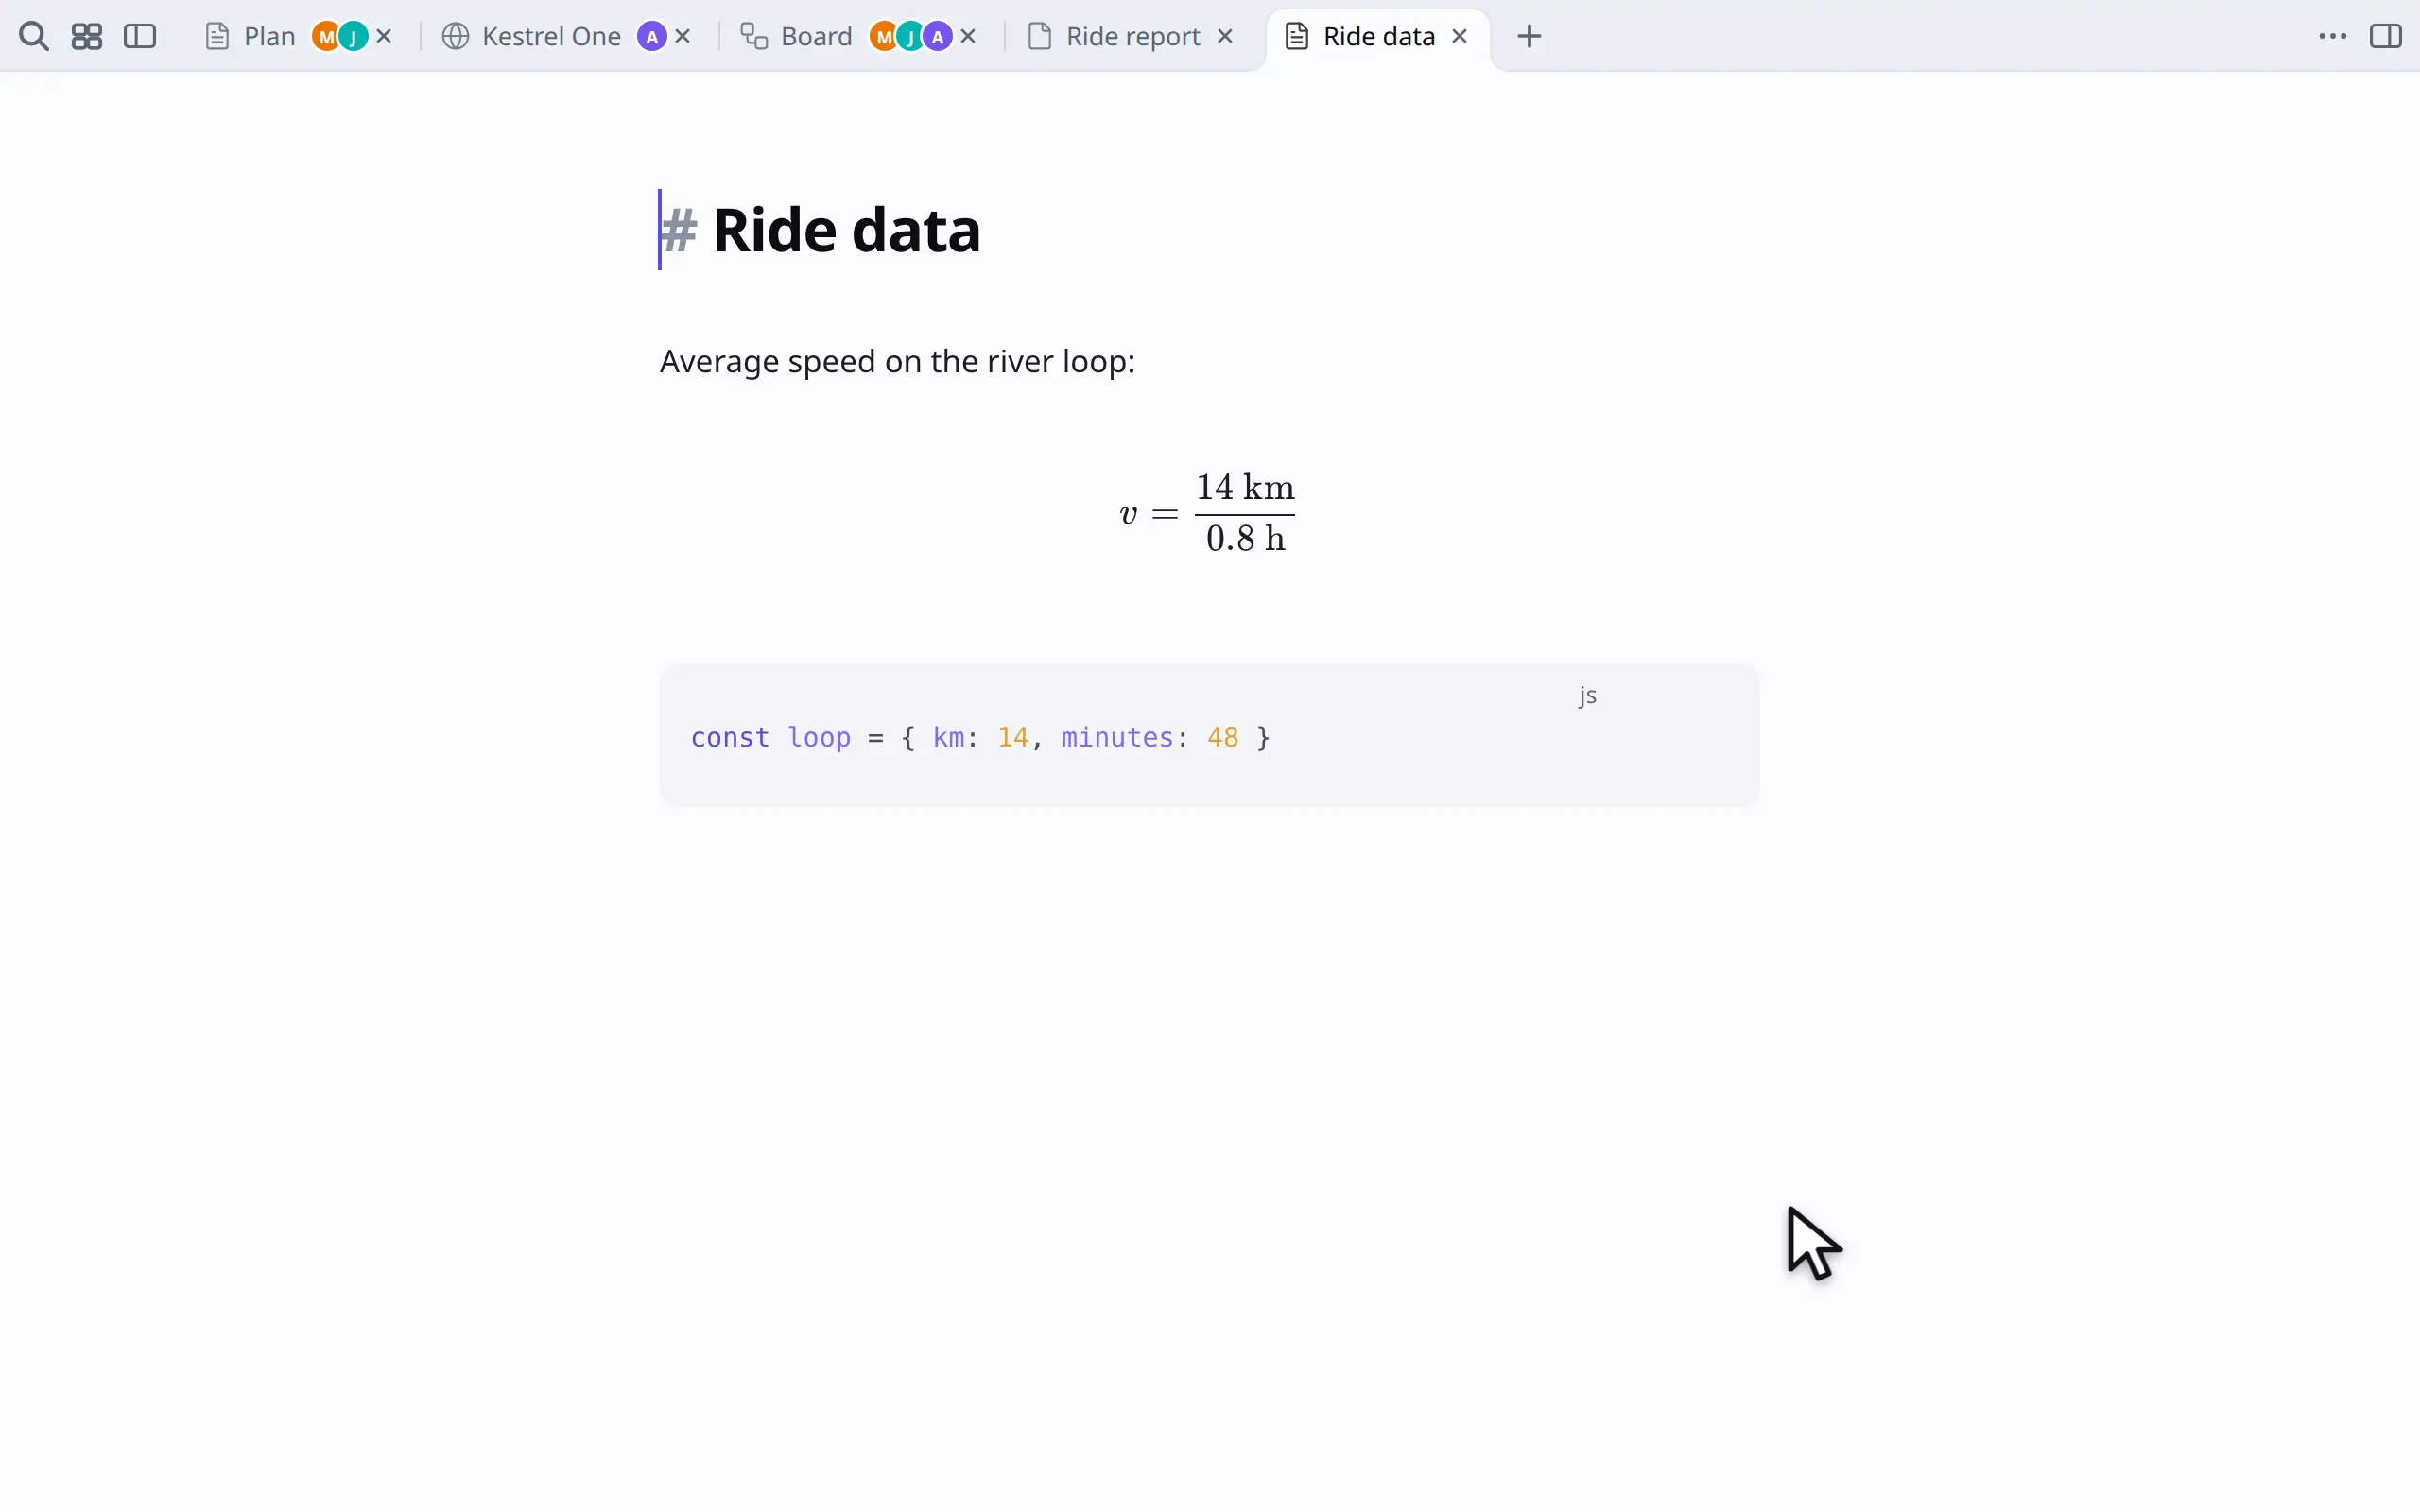 Plan M J
Kestrel One A
Board M J A
Ride report
Ride data
# Ride data
Average speed on the river loop:
v = 14 km / 0.8 h
js
const loop = { km: 14, minutes: 48 }